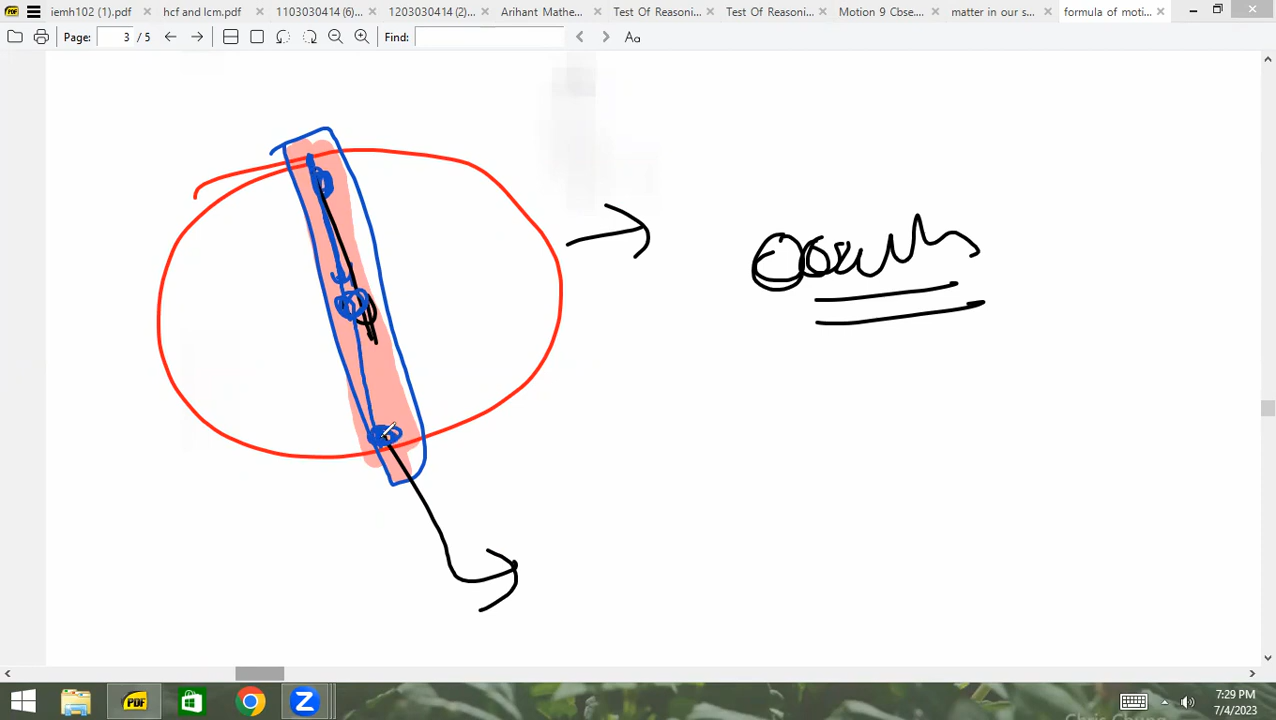 iemh102 (1).pdf
hcf and lcm.pdf
1103030414 (6)...
1203030414 (2)...
Arihant Mathe...
Test Of Reasoni...
Test Of Reasoni...
Motion 9 Cbse...
matter in our s...
formula of moti...
Page: 3 / 5
Find:
Aa
PDF
7:29 PM
7/4/2023